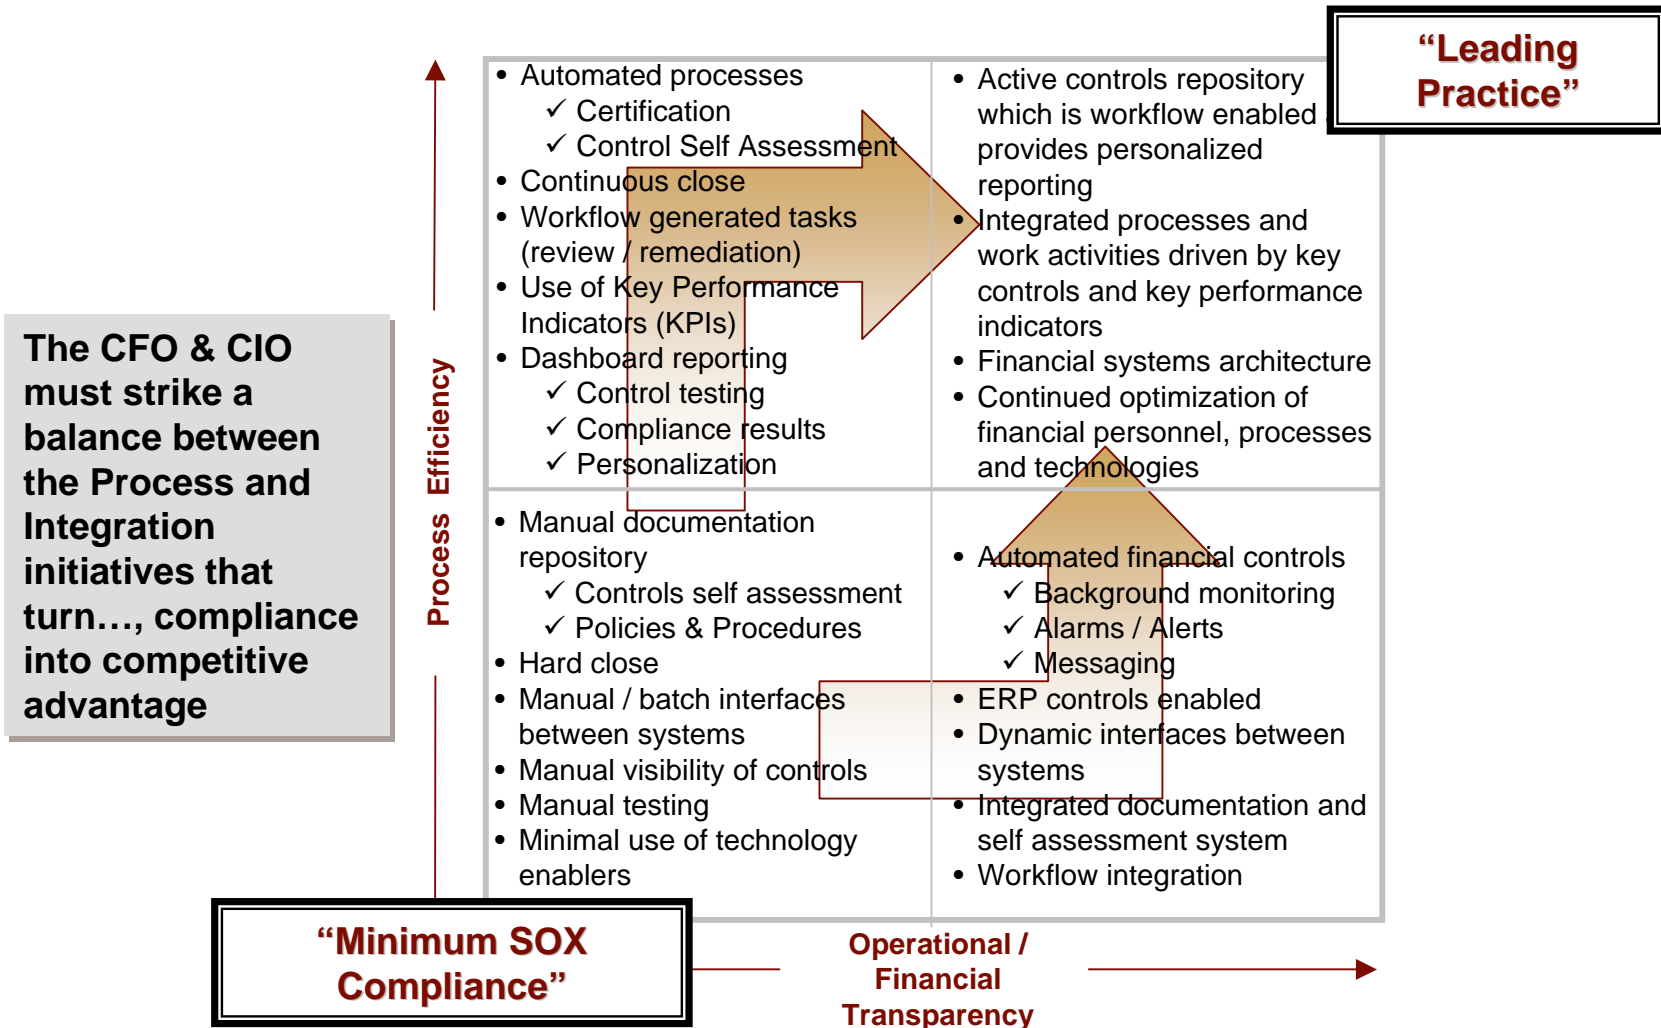 “Leading
Practice”
• Automated processes
✓ Certification
✓ Control Self Assessment
• Continuous close
• Workflow generated tasks
(review / remediation)
• Use of Key Performance
Indicators (KPIs)
• Dashboard reporting
✓ Control testing
✓ Compliance results
✓ Personalization
• Active controls repository
which is workflow enabled
provides personalized
reporting
• Integrated processes and
work activities driven by key
controls and key performance
indicators
• Financial systems architecture
• Continued optimization of
financial personnel, processes
and technologies
The CFO & CIO
must strike a
balance between
the Process and
Integration
initiatives that
turn…, compliance
into competitive
advantage
Process Efficiency
• Manual documentation
repository
✓ Controls self assessment
✓ Policies & Procedures
• Hard close
• Manual / batch interfaces
between systems
• Manual visibility of controls
• Manual testing
• Minimal use of technology
enablers
• Automated financial controls
✓ Background monitoring
✓ Alarms / Alerts
✓ Messaging
• ERP controls enabled
• Dynamic interfaces between
systems
• Integrated documentation and
self assessment system
• Workflow integration
“Minimum SOX
Compliance”
Operational /
Financial
Transparency